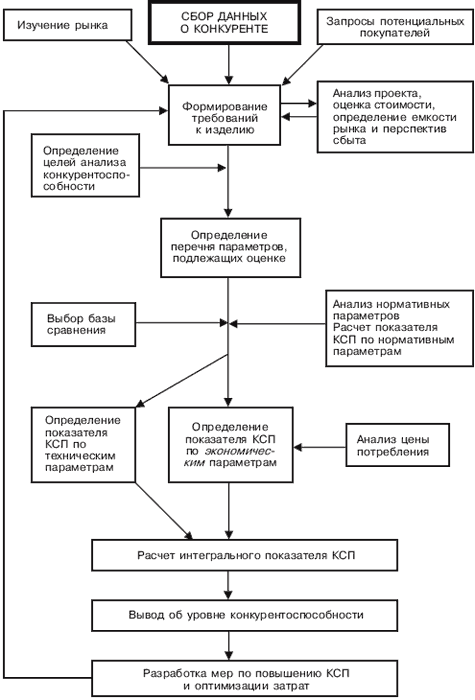 Изучение рынка
СБОР ДАННЫХ
О КОНКУРЕНТЕ
Запросы потенциальных
покупателей
Формирование
требований
к изделию
Анализ проекта,
оценка стоимости,
определение емкости
рынка и перспектив
сбыта
Определение
целей анализа
конкурентоспо-
собности
Определение
перечня параметров,
подлежащих оценке
Выбор базы
сравнения
Анализ нормативных
параметров
Расчет показателя
КСП по нормативным
параметрам
Определение
показателя
КСП по
техническим
параметрам
Определение
показателя КСП
по экономичес-
ким параметрам
Анализ цены
потребления
Расчет интегрального показателя КСП
Вывод об уровне конкурентоспособности
Разработка мер по повышению КСП
и оптимизации затрат